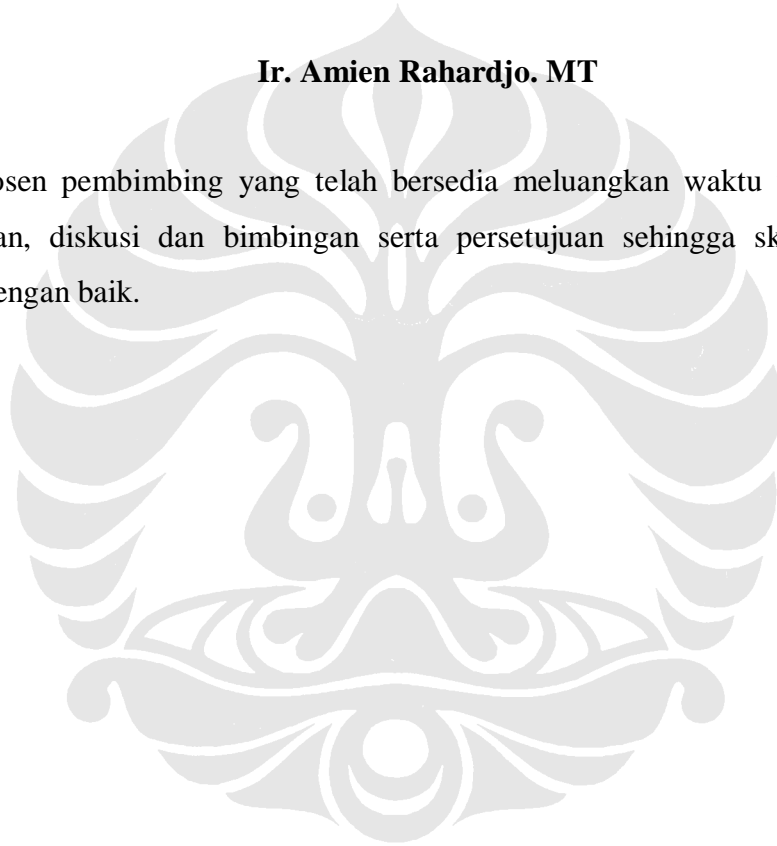 Ir. Amien Rahardjo. MT
osen pembimbing yang telah bersedia meluangkan waktu
an, diskusi dan bimbingan serta persetujuan sehingga sk
engan baik.